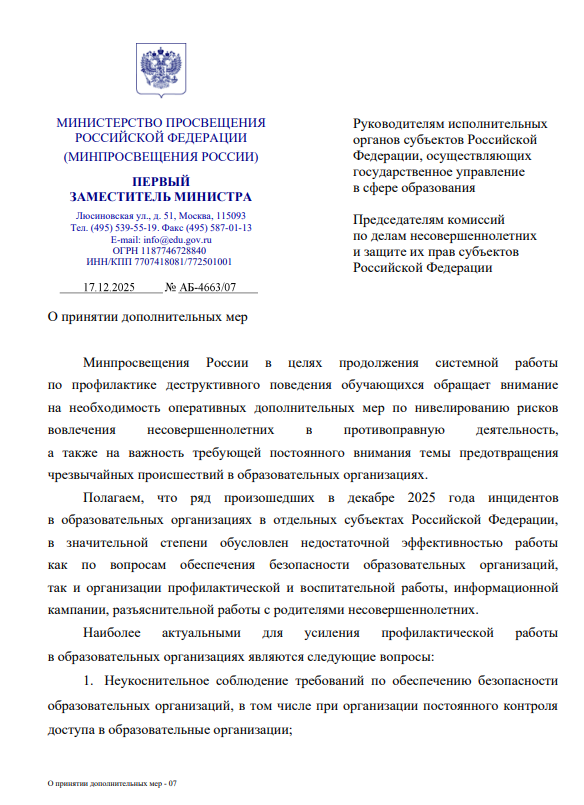 МИНИСТЕРСТВО ПРОСВЕЩЕНИЯ
РОССИЙСКОЙ ФЕДЕРАЦИИ
(МИНПРОСВЕЩЕНИЯ РОССИИ)
ПЕРВЫЙ
ЗАМЕСТИТЕЛЬ МИНИСТРА
Люсиновская ул., д. 51, Москва, 115093
Тел. (495) 539-55-19. Факс (495) 587-01-13
E-mail: info@edu.gov.ru
ОГРН 1187746728840
ИНН/КПП 7707418081/772501001
17.12.2025 № АБ-4663/07
Руководителям исполнительных
органов субъектов Российской
Федерации, осуществляющих
государственное управление
в сфере образования
Председателям комиссий
по делам несовершеннолетних
и защите их прав субъектов
Российской Федерации
О принятии дополнительных мер
Минпросвещения России в целях продолжения системной работы
по профилактике деструктивного поведения обучающихся обращает внимание
на необходимость оперативных дополнительных мер по нивелированию рисков
вовлечения несовершеннолетних в противоправную деятельность,
а также на важность требующей постоянного внимания темы предотвращения
чрезвычайных происшествий в образовательных организациях.
Полагаем, что ряд произошедших в декабре 2025 года инцидентов
в образовательных организациях в отдельных субъектах Российской Федерации,
в значительной степени обусловлен недостаточной эффективностью работы
как по вопросам обеспечения безопасности образовательных организаций,
так и организации профилактической и воспитательной работы, информационной
кампании, разъяснительной работы с родителями несовершеннолетних.
Наиболее актуальными для усиления профилактической работы
в образовательных организациях являются следующие вопросы:
1. Неукоснительное соблюдение требований по обеспечению безопасности
образовательных организаций, в том числе при организации постоянного контроля
доступа в образовательные организации;
О принятии дополнительных мер - 07